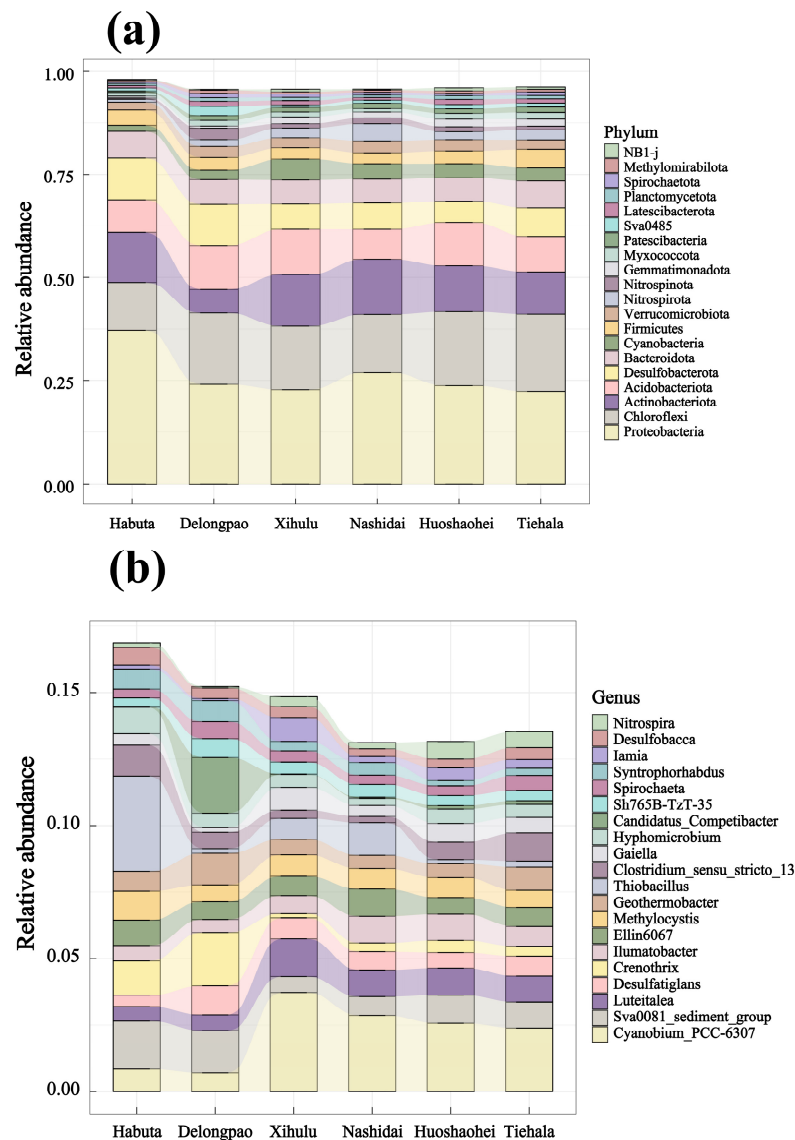 (a)
Relative abundance
1.00
0.75
0.50
0.25
0.00
Habuta Delongpao Xihulu Nashidai Huoshaohei Tiehala
Phylum
NB1-j
Methylomirabilota
Spirochaetota
Planctomycetota
Latescibacterota
Sva0485
Patescibacteria
Myxococcota
Gemmatimonadota
Nitrospinota
Nitrospirota
Verrucomicrobiota
Firmicutes
Cyanobacteria
Bacteroidota
Desulfobacterota
Acidobacteriota
Actinobacteriota
Chloroflexi
Proteobacteria
(b)
Relative abundance
0.15
0.10
0.05
0.00
Habuta Delongpao Xihulu Nashidai Huoshaohei Tiehala
Genus
Nitrospira
Desulfobacca
Iamia
Syntrophorhabdus
Spirochaeta
Sh765B-TzT-35
Candidatus_Competibacter
Hyphomicrobium
Gaiella
Clostridium_sensu_stricto_13
Thiobacillus
Geothermobacter
Methylocystis
Ellin6067
Ilumatobacter
Crenothrix
Desulfatiglans
Luteitalea
Sva0081_sediment_group
Cyanobium_PCC-6307